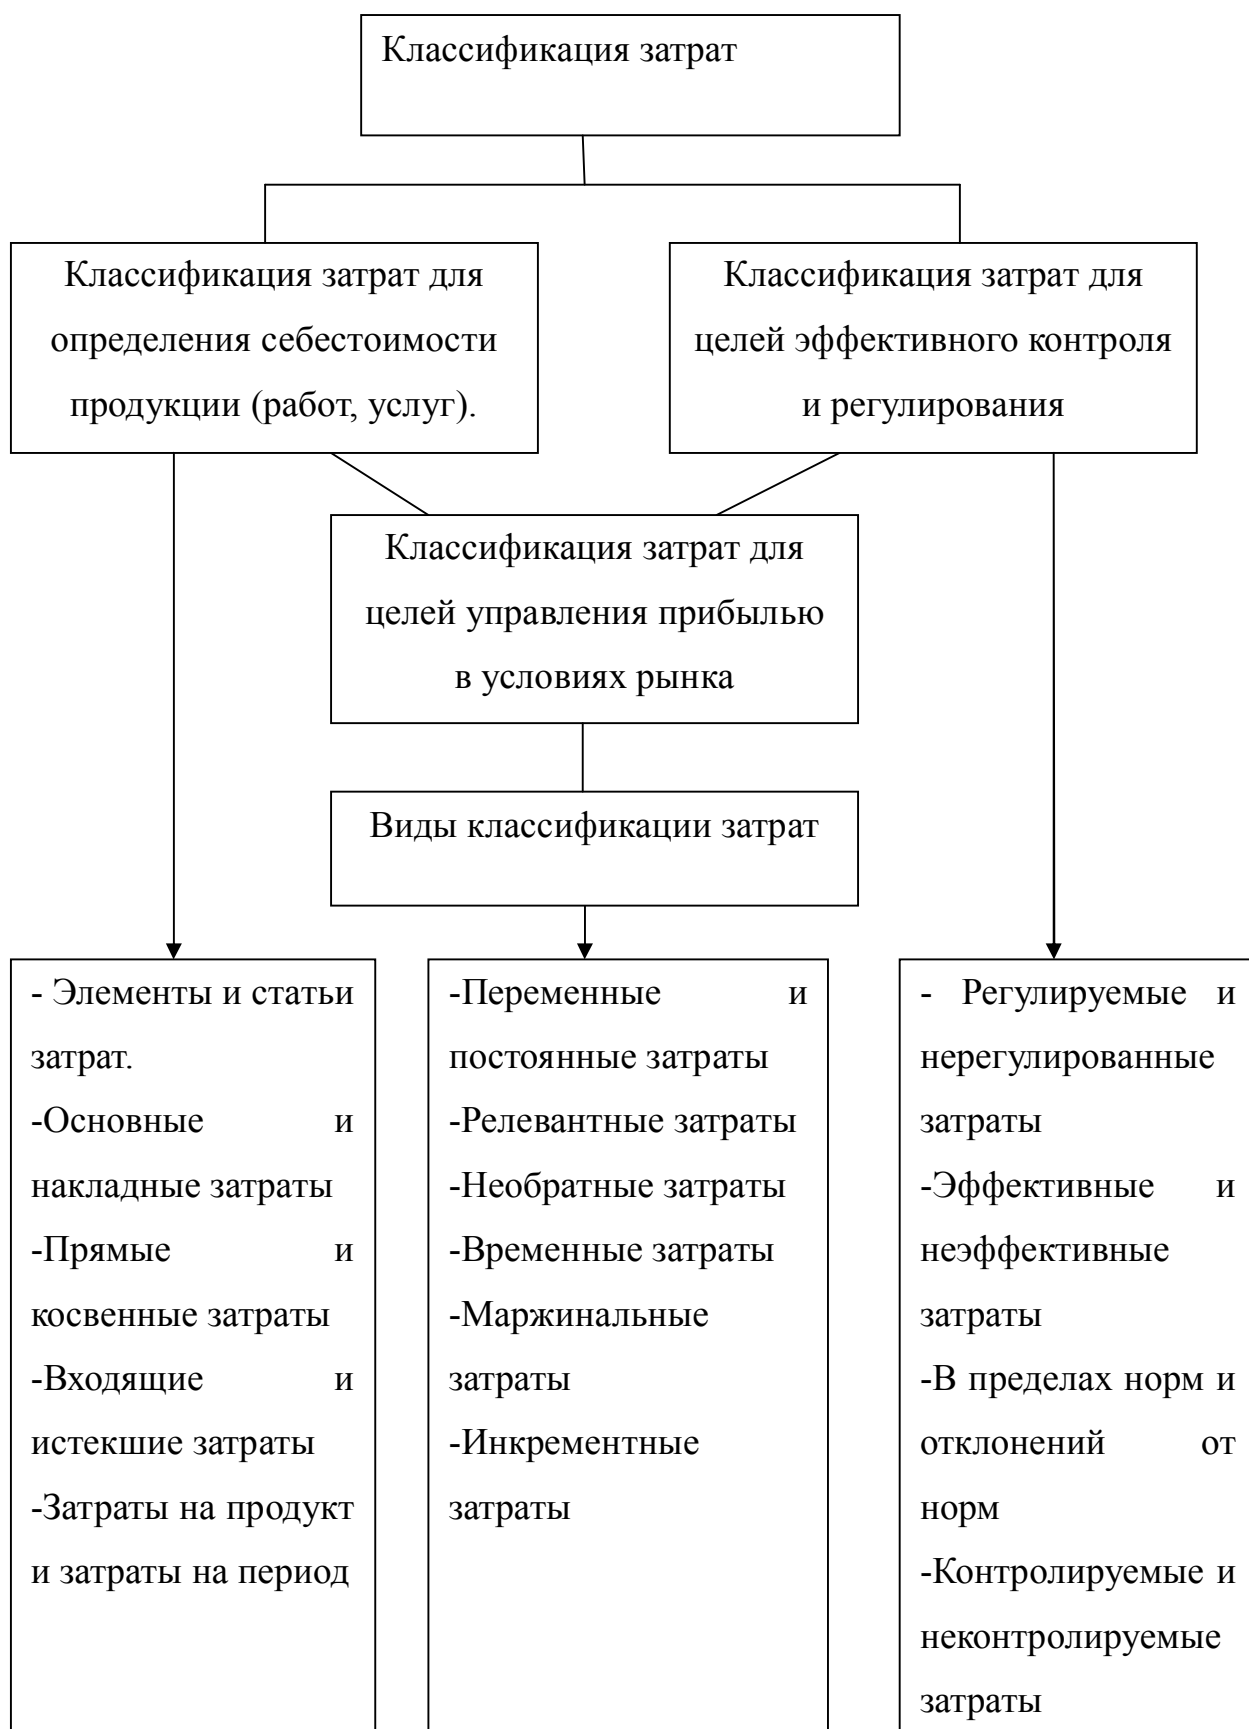 Классификация затрат
Классификация затрат для
определения себестоимости
продукции (работ, услуг).
Классификация затрат для
целей эффективного контроля
и регулирования
Классификация затрат для
целей управления прибылью
в условиях рынка
Виды классификации затрат
- Элементы и статьи
затрат.
-Основные и
накладные затраты
-Прямые и
косвенные затраты
-Входящие и
истекшие затраты
-Затраты на продукт
и затраты на период
-Переменные и
постоянные затраты
-Релевантные затраты
-Необратные затраты
-Временные затраты
-Маржинальные
затраты
-Инкрементные
затраты
- Регулируемые и
нерегулированные
затраты
-Эффективные и
неэффективные
затраты
-В пределах норм и
отклонений от
норм
-Контролируемые и
неконтролируемые
затраты